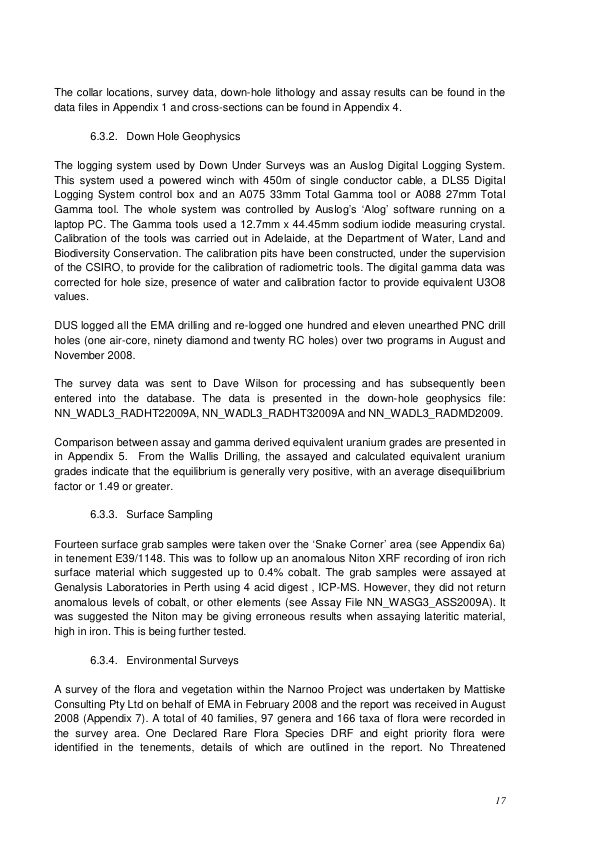 The collar locations, survey data, down-hole lithology and assay results can be found in the
data files in Appendix 1 and cross-sections can be found in Appendix 4.
6.3.2. Down Hole Geophysics
The logging system used by Down Under Surveys was an Auslog Digital Logging System.
This system used a powered winch with 450m of single conductor cable, a DLS5 Digital
Logging System control box and an A075 33mm Total Gamma tool or A088 27mm Total
Gamma tool. The whole system was controlled by Auslog's 'Alog' software running on a
laptop PC. The Gamma tools used a 12.7mm x 44.45mm sodium iodide measuring crystal.
Calibration of the tools was carried out in Adelaide, at the Department of Water, Land and
Biodiversity Conservation. The calibration pits have been constructed, under the supervision
of the CSIRO, to provide for the calibration of radiometric tools. The digital gamma data was
corrected for hole size, presence of water and calibration factor to provide equivalent U3O8
values.
DUS logged all the EMA drilling and re-logged one hundred and eleven unearthed PNC drill
holes (one air-core, ninety diamond and twenty RC holes) over two programs in August and
November 2008.
The survey data was sent to Dave Wilson for processing and has subsequently been
entered into the database. The data is presented in the down-hole geophysics file:
NN_WADL3_RADHT22009A, NN_WADL3_RADHT32009A and NN_WADL3_RADMD2009.
Comparison between assay and gamma derived equivalent uranium grades are presented in
in Appendix 5. From the Wallis Drilling, the assayed and calculated equivalent uranium
grades indicate that the equilibrium is generally very positive, with an average disequilibrium
factor or 1.49 or greater.
6.3.3. Surface Sampling
Fourteen surface grab samples were taken over the 'Snake Corner' area (see Appendix 6a)
in tenement E39/1148. This was to follow up an anomalous Niton XRF recording of iron rich
surface material which suggested up to 0.4% cobalt. The grab samples were assayed at
Genalysis Laboratories in Perth using 4 acid digest , ICP-MS. However, they did not return
anomalous levels of cobalt, or other elements (see Assay File NN_WASG3_ASS2009A). It
was suggested the Niton may be giving erroneous results when assaying lateritic material,
high in iron. This is being further tested.
6.3.4. Environmental Surveys
A survey of the flora and vegetation within the Narnoo Project was undertaken by Mattiske
Consulting Pty Ltd on behalf of EMA in February 2008 and the report was received in August
2008 (Appendix 7). A total of 40 families, 97 genera and 166 taxa of flora were recorded in
the survey area. One Declared Rare Flora Species DRF and eight priority flora were
identified in the tenements, details of which are outlined in the report. No Threatened
17